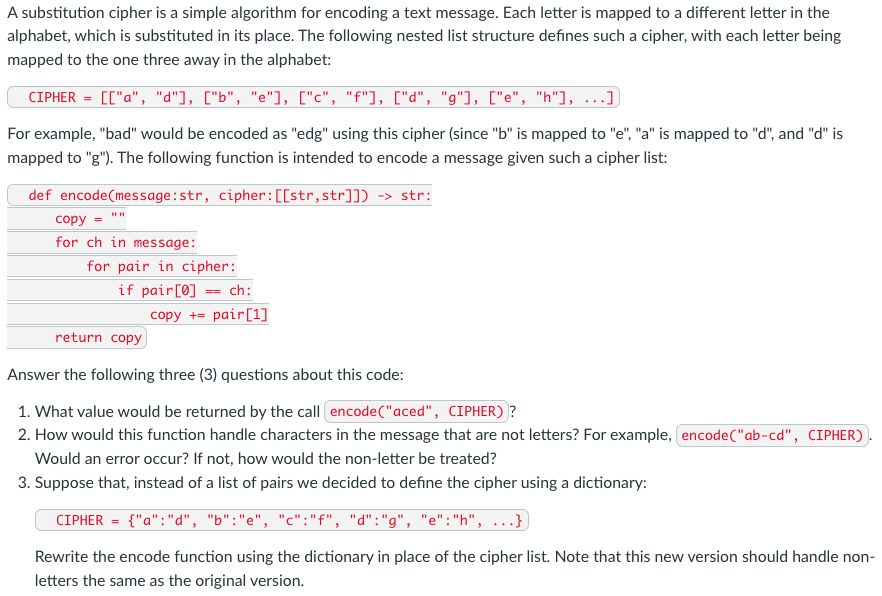 A substitution cipher is a simple algorithm for encoding a text message. Each letter is mapped to a different letter in the
alphabet, which is substituted in its place. The following nested list structure defines such a cipher, with each letter being
mapped to the one three away in the alphabet:
CIPHER = [["a", "d"], ["b", "e"], ["c", "f"], ["d", "g"], ["e", "h"], ...]
For example, "bad" would be encoded as "edg" using this cipher (since "b" is mapped to "e", "a" is mapped to "d", and "d" is
mapped to "g"). The following function is intended to encode a message given such a cipher list:
def encode(message:str, cipher:[[str,str]]) -> str:
    copy = ""
    for ch in message:
        for pair in cipher:
            if pair[0] == ch:
                copy += pair[1]
    return copy
Answer the following three (3) questions about this code:
1. What value would be returned by the call encode("aced", CIPHER)?
2. How would this function handle characters in the message that are not letters? For example, encode("ab-cd", CIPHER).
Would an error occur? If not, how would the non-letter be treated?
3. Suppose that, instead of a list of pairs we decided to define the cipher using a dictionary:
CIPHER = {"a":"d", "b":"e", "c":"f", "d":"g", "e":"h", ...}
Rewrite the encode function using the dictionary in place of the cipher list. Note that this new version should handle non-
letters the same as the original version.